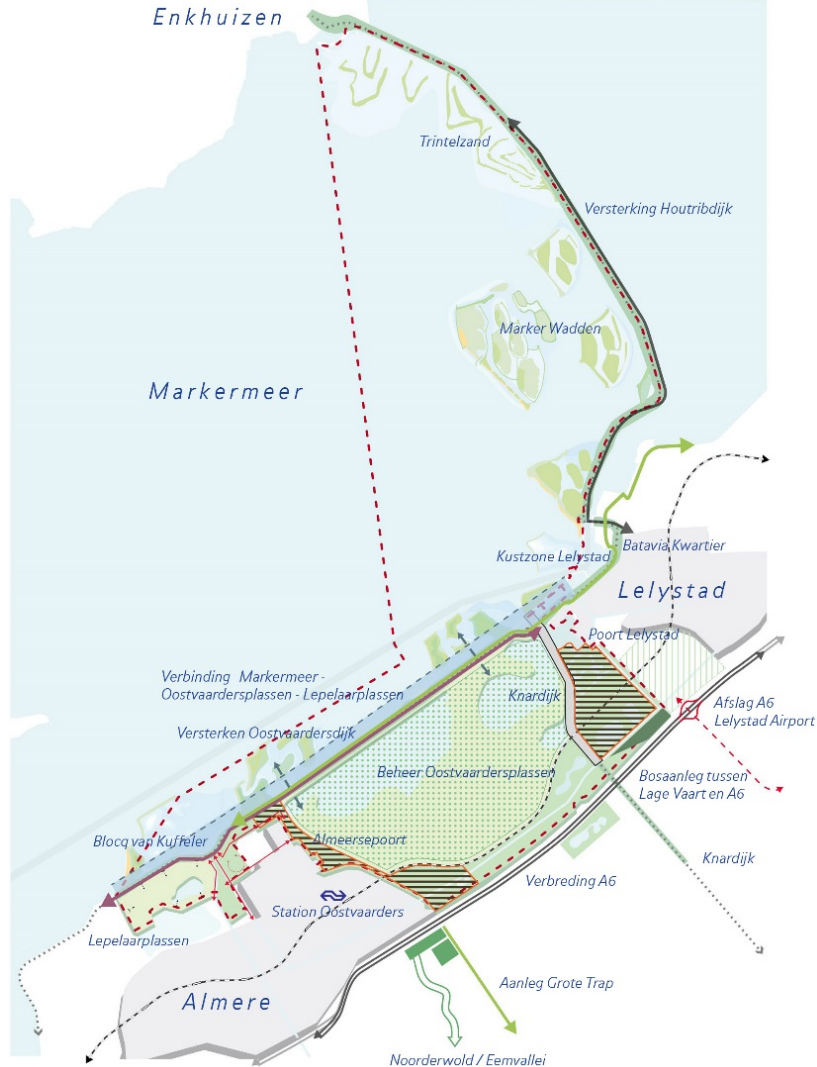 Enkhuizen
Trintelzand
Versterking Houtribdijk
Marker Wadden
Markermeer
Kustzone Lelystad
Batavia Kwartier
Lelystad
Poort Lelystad
Verbinding Markermeer -
Oostvaardersplassen - Lepelaarplassen
Knardijk
Afslag A6
Lelystad Airport
Versterken Oostvaardersdijk
Beheer Oostvaardersplassen
Bosaanleg tussen
Lage Vaart en A6
Blocq van Kuffeler
Almeersepoort
Knardijk
Verbreding A6
Station Oostvaarders
Lepelaarplassen
Aanleg Grote Trap
Almere
Noorderwold / Eemvallei